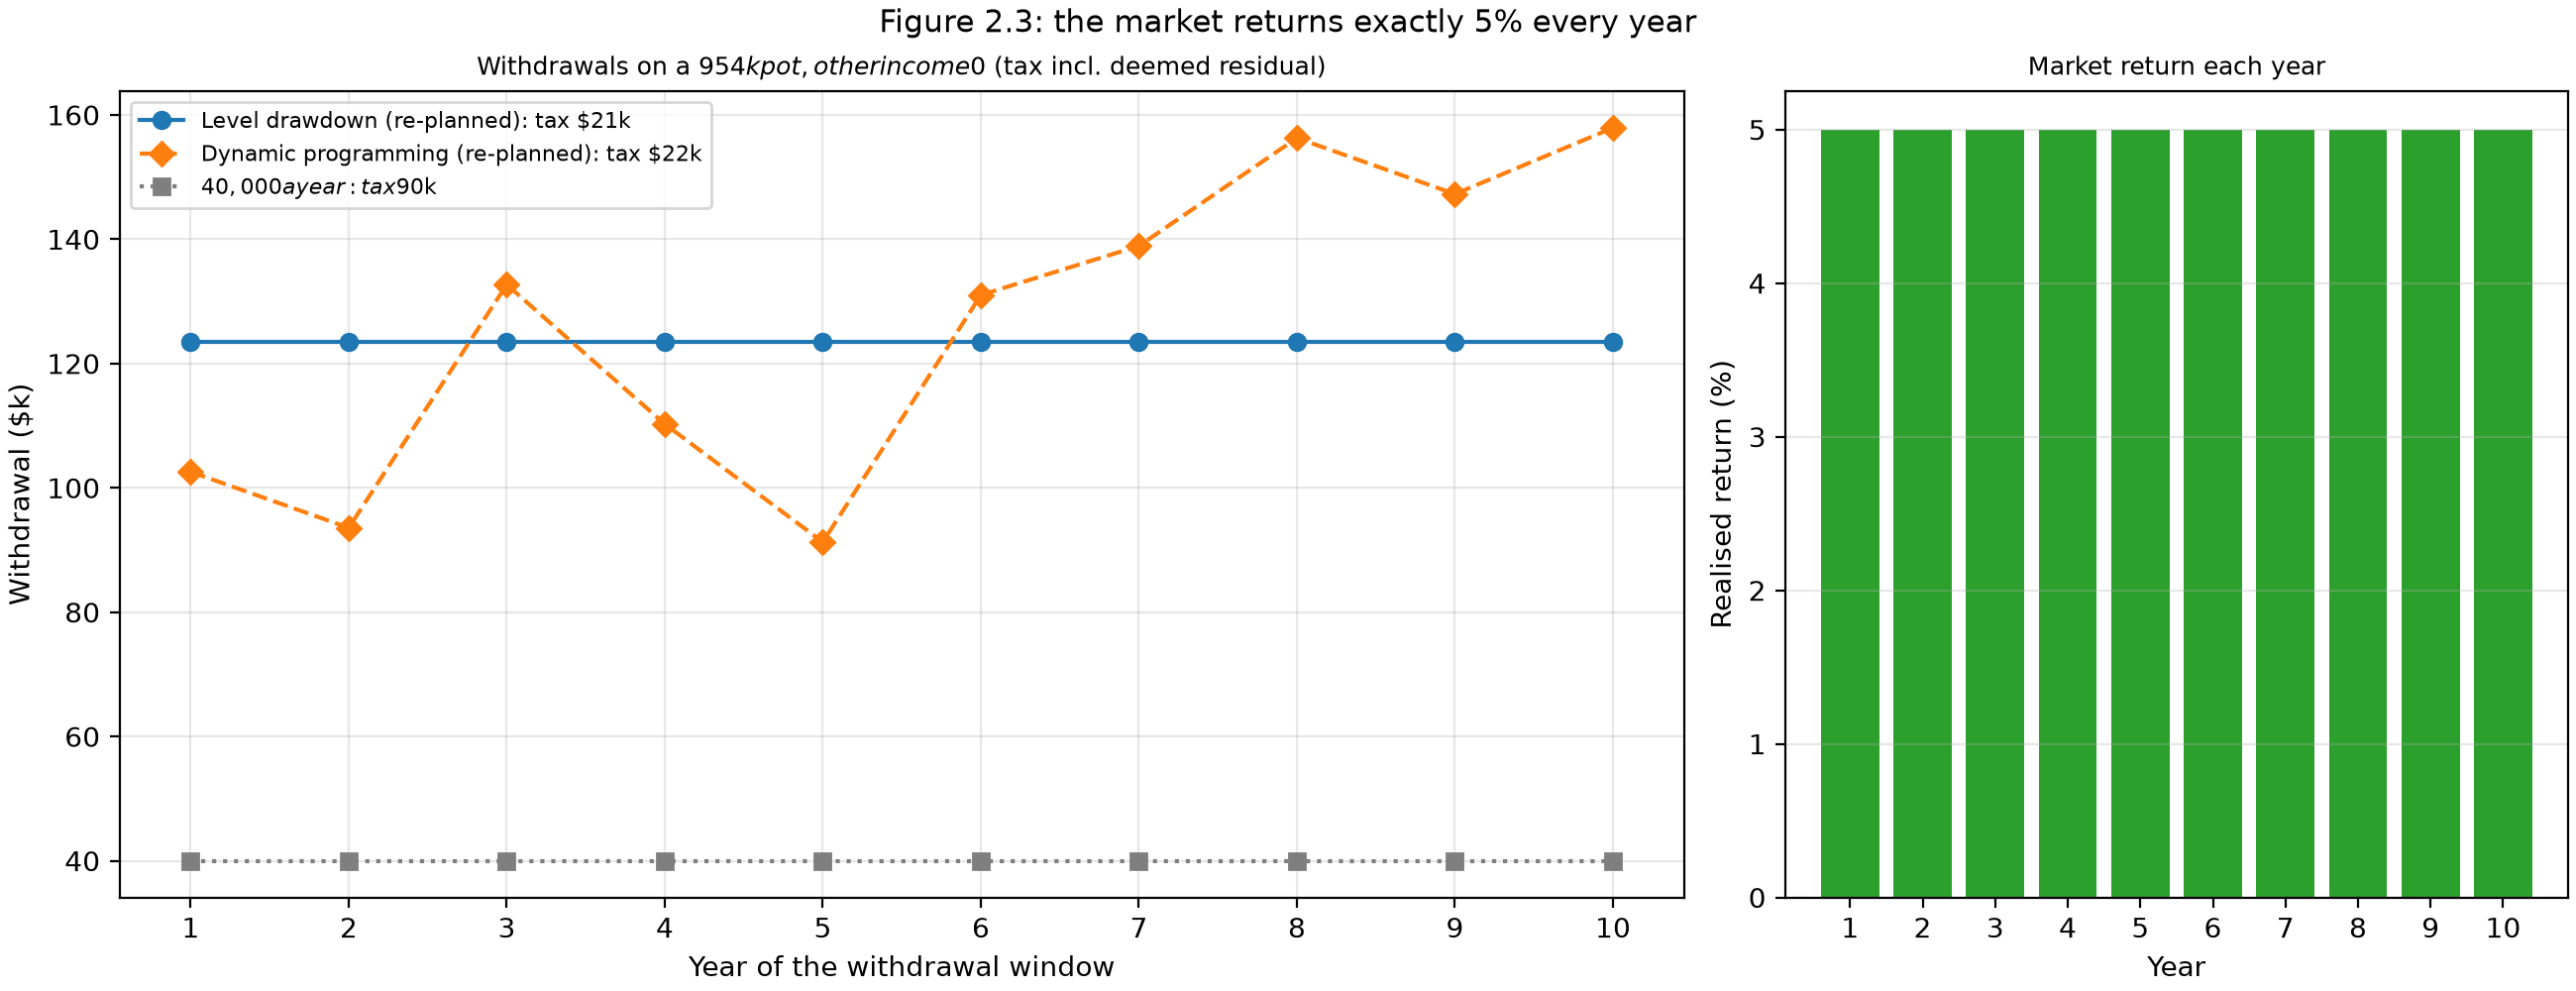 Figure 2.3: the market returns exactly 5% every year
Withdrawals on a 954kpot,otherincome0 (tax incl. deemed residual)
Level drawdown (re-planned): tax $21k
Dynamic programming (re-planned): tax $22k
40,000ayear:tax90k
Withdrawal ($k)
160
140
120
100
80
60
40
1 2 3 4 5 6 7 8 9 10
Year of the withdrawal window
Market return each year
Realised return (%)
5
4
3
2
1
0
1 2 3 4 5 6 7 8 9 10
Year